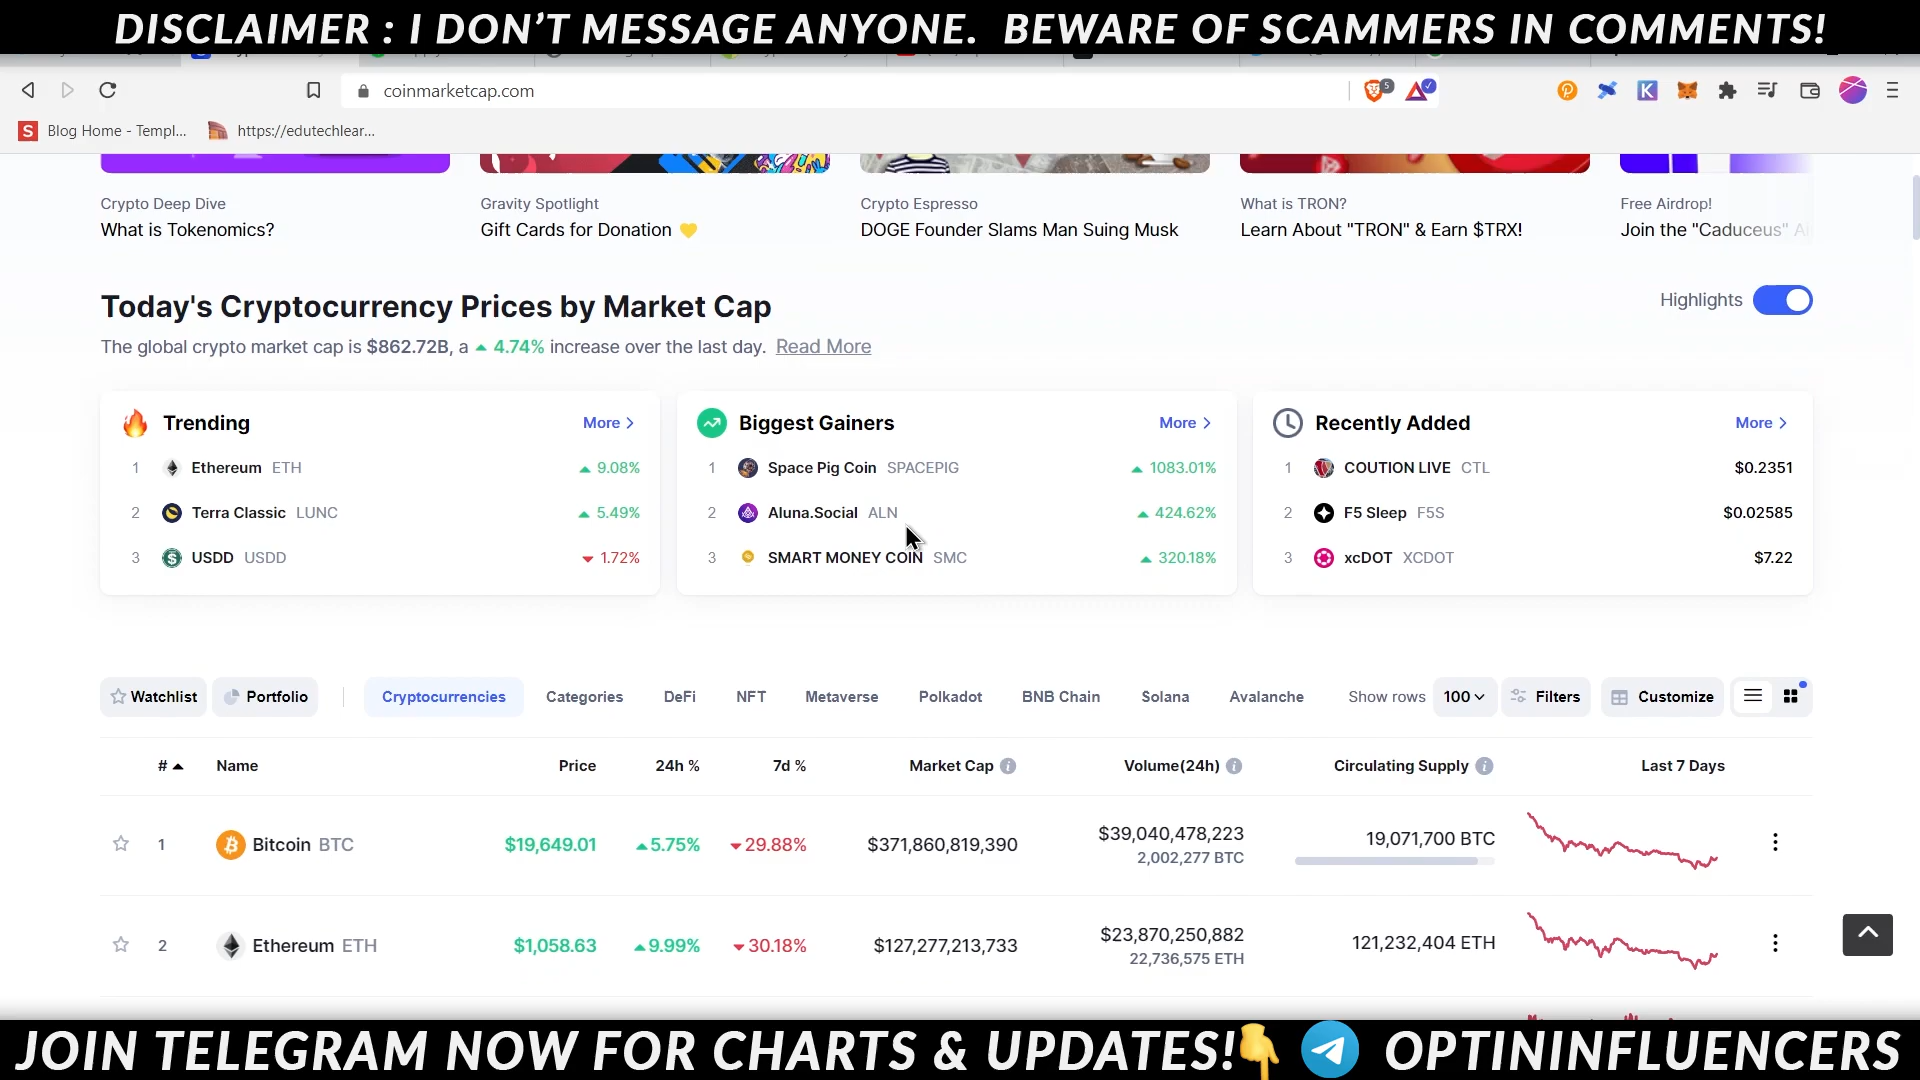 DISCLAIMER : I DON'T MESSAGE ANYONE. BEWARE OF SCAMMERS IN COMMENTS!
coinmarketcap.com
5
Blog Home - Templ... https://edutechlear...
Crypto Deep Dive
What is Tokenomics?
Gravity Spotlight
Gift Cards for Donation 💛
Crypto Espresso
DOGE Founder Slams Man Suing Musk
What is TRON?
Learn About "TRON" & Earn $TRX!
Free Airdrop!
Join the "Caduceus"
Today's Cryptocurrency Prices by Market Cap
Highlights
The global crypto market cap is $862.72B, a ▲ 4.74% increase over the last day. Read More
Trending More >
1 Ethereum ETH ▲ 9.08%
2 Terra Classic LUNC ▲ 5.49%
3 USDD USDD ▼ 1.72%
Biggest Gainers More >
1 Space Pig Coin SPACEPIG ▲ 1083.01%
2 Aluna.Social ALN ▲ 424.62%
3 SMART MONEY COIN SMC ▲ 320.18%
Recently Added More >
1 COUTION LIVE CTL $0.2351
2 F5 Sleep F5S $0.02585
3 xcDOT XCDOT $7.22
Watchlist Portfolio Cryptocurrencies Categories DeFi NFT Metaverse Polkadot BNB Chain Solana Avalanche Show rows 100 Filters Customize
# Name Price 24h % 7d % Market Cap Volume(24h) Circulating Supply Last 7 Days
1 Bitcoin BTC $19,649.01 ▲5.75% ▼29.88% $371,860,819,390 $39,040,478,223 19,071,700 BTC
2,002,277 BTC
2 Ethereum ETH $1,058.63 ▲9.99% ▼30.18% $127,277,213,733 $23,870,250,882 121,232,404 ETH
22,736,575 ETH
JOIN TELEGRAM NOW FOR CHARTS & UPDATES!👇 OPTININFLUENCERS